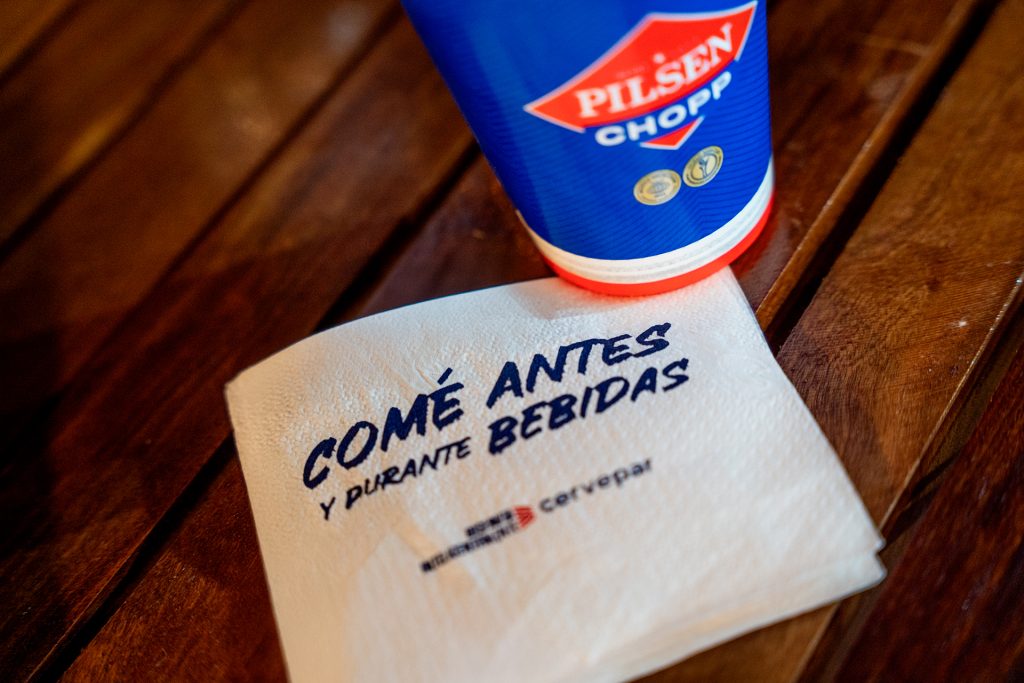 PILSEN
CHOPP
COMÉ ANTES
Y DURANTE BEBIDAS
cervepar